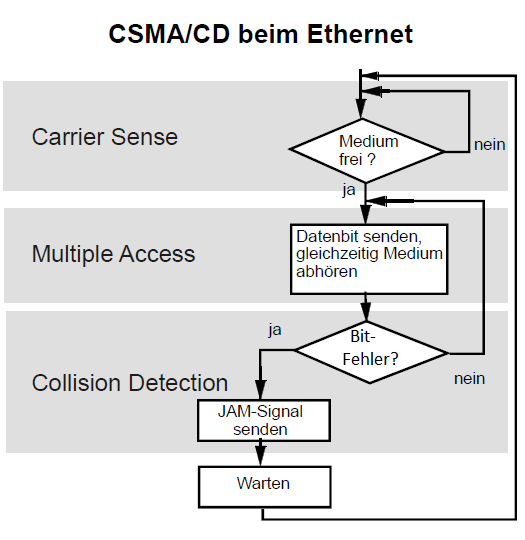 CSMA/CD beim Ethernet
Carrier Sense
Medium
frei ?
nein
ja
Multiple Access
Datenbit senden,
gleichzeitig Medium
abhören
ja
Bit-
Fehler?
nein
Collision Detection
JAM-Signal
senden
Warten